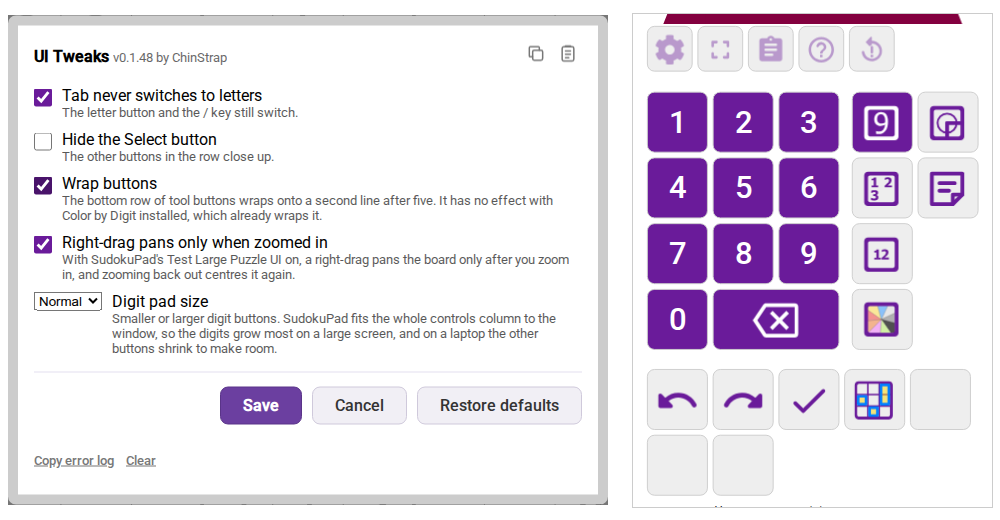 UI Tweaks v0.1.48 by ChinStrap
Tab never switches to letters
The letter button and the / key still switch.
Hide the Select button
The other buttons in the row close up.
Wrap buttons
The bottom row of tool buttons wraps onto a second line after five. It has no effect with
Color by Digit installed, which already wraps it.
Right-drag pans only when zoomed in
With SudokuPad's Test Large Puzzle UI on, a right-drag pans the board only after you zoom
in, and zooming back out centres it again.
Normal Digit pad size
Smaller or larger digit buttons. SudokuPad fits the whole controls column to the
window, so the digits grow most on a large screen, and on a laptop the other
buttons shrink to make room.
Save Cancel Restore defaults
Copy error log Clear
?
1 2 3 9
4 5 6 1 2
3
7 8 9 12
0